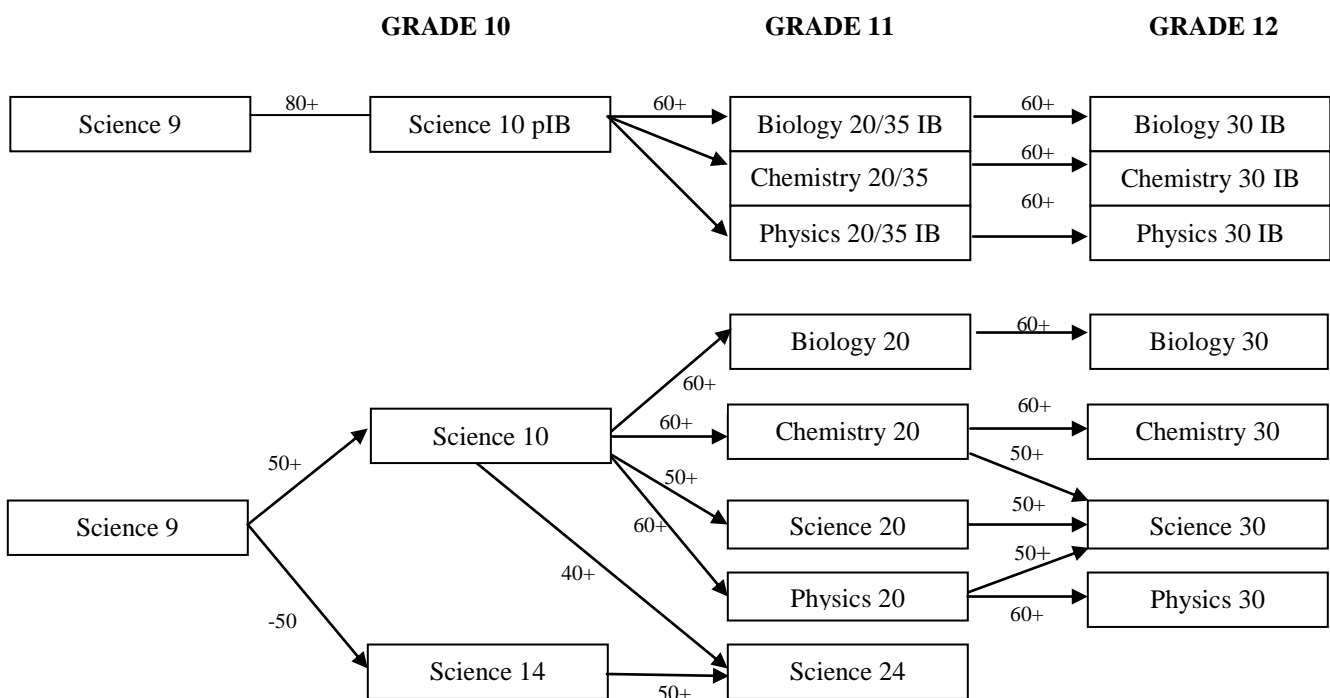 GRADE 10 GRADE 11 GRADE 12
80+ 60+ 60+
Science 9 Science 10 pIB Biology 20/35 IB Biology 30 IB
60+
Chemistry 20/35 Chemistry 30 IB
60+
Physics 20/35 IB Physics 30 IB
Biology 20 60+ Biology 30
60+
60+ 60+
Science 10 Chemistry 20 Chemistry 30
50+ 50+ 50+
50+
Science 9 60+ Science 20 Science 30
50+
40+ Physics 20 Physics 30
-50 60+
Science 14 Science 24
50+